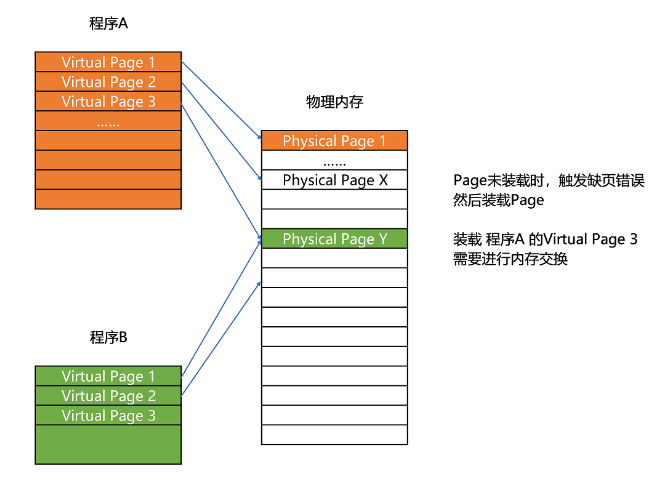 程序A
Virtual Page 1
Virtual Page 2
Virtual Page 3
……
物理内存
Physical Page 1
……
Physical Page X
Physical Page Y
Page未装载时，触发缺页错误
然后装载Page
装载 程序A 的Virtual Page 3
需要进行内存交换
程序B
Virtual Page 1
Virtual Page 2
Virtual Page 3